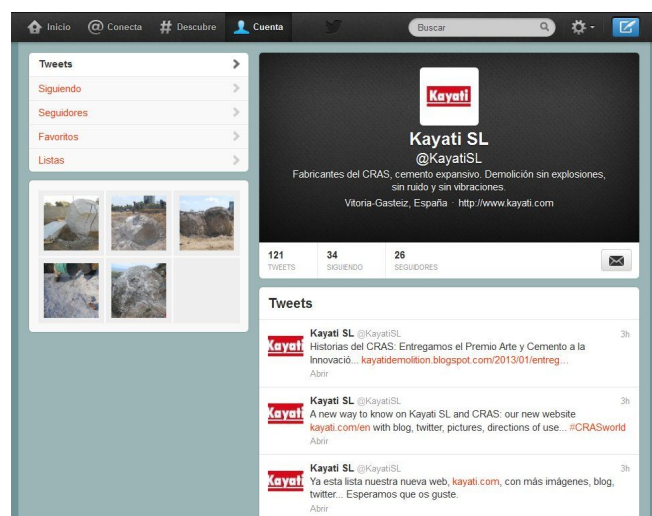 Inicio
Conecta
Descubre
Cuenta
Buscar
Tweets
Siguiendo
Seguidores
Favoritos
Listas
Kayati
Kayati SL
@KayatiSL
Fabricantes del CRAS, cemento expansivo. Demolición sin explosiones,
sin ruido y sin vibraciones.
Vitoria-Gasteiz, España · http://www.kayati.com
121 34 26
TWEETS SIGUIENDO SEGUIDORES
Tweets
Kayati
Kayati SL @KayatiSL 3h
Historias del CRAS: Entregamos el Premio Arte y Cemento a la
Innovació... kayatidemolition.blogspot.com/2013/01/entreg...
Abrir
Kayati
Kayati SL @KayatiSL 3h
A new way to know on Kayati SL and CRAS: our new website
kayati.com/en with blog, twitter, pictures, directions of use... #CRASworld
Abrir
Kayati
Kayati SL @KayatiSL 3h
Ya esta lista nuestra nueva web, kayati.com, con más imágenes, blog,
twitter... Esperamos que os guste.
Abrir